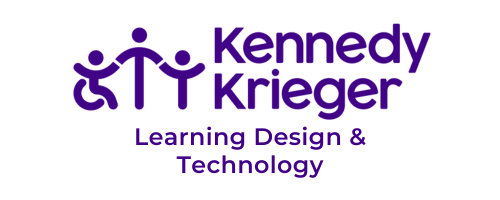 Kennedy
Krieger
Learning Design &
Technology